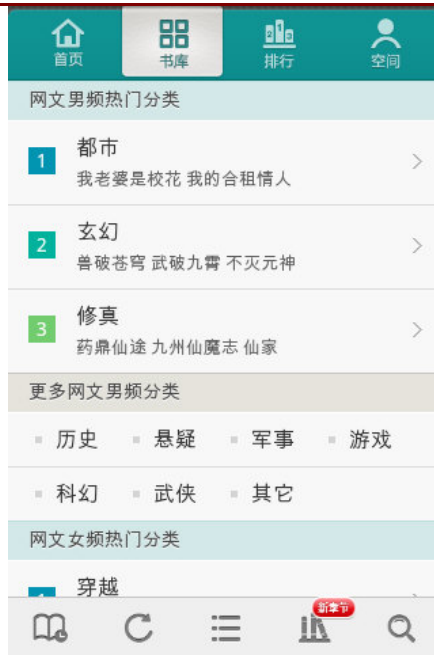 首页 书库 排行 空间
网文男频热门分类
1 都市
我老婆是校花 我的合租情人
2 玄幻
兽破苍穹 武破九霄 不灭元神
3 修真
药鼎仙途 九州仙魔志 仙家
更多网文男频分类
历史 悬疑 军事 游戏
科幻 武侠 其它
网文女频热门分类
穿越
新章节